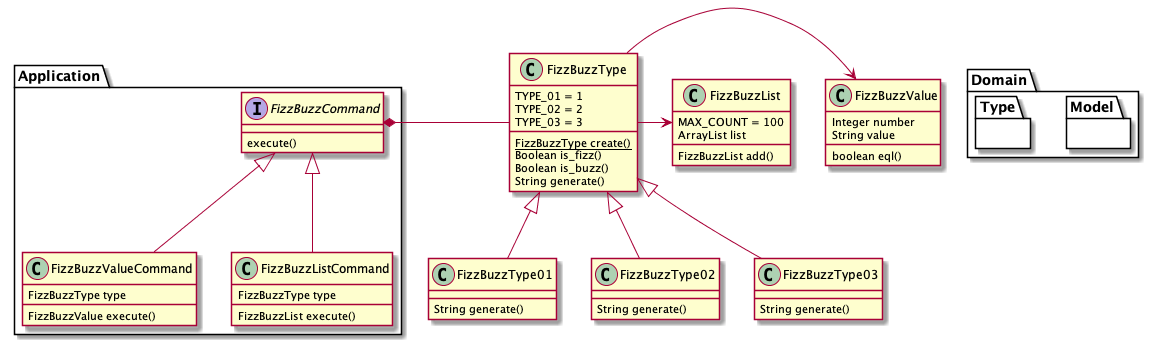 Application
I FizzBuzzCommand
execute()
C FizzBuzzValueCommand
FizzBuzzType type
FizzBuzzValue execute()
C FizzBuzzListCommand
FizzBuzzType type
FizzBuzzList execute()
C FizzBuzzType
TYPE_01 = 1
TYPE_02 = 2
TYPE_03 = 3
FizzBuzzType create()
Boolean is_fizz()
Boolean is_buzz()
String generate()
C FizzBuzzList
MAX_COUNT = 100
ArrayList list
FizzBuzzList add()
C FizzBuzzValue
Integer number
String value
boolean eql()
C FizzBuzzType01
String generate()
C FizzBuzzType02
String generate()
C FizzBuzzType03
String generate()
Domain
Type
Model